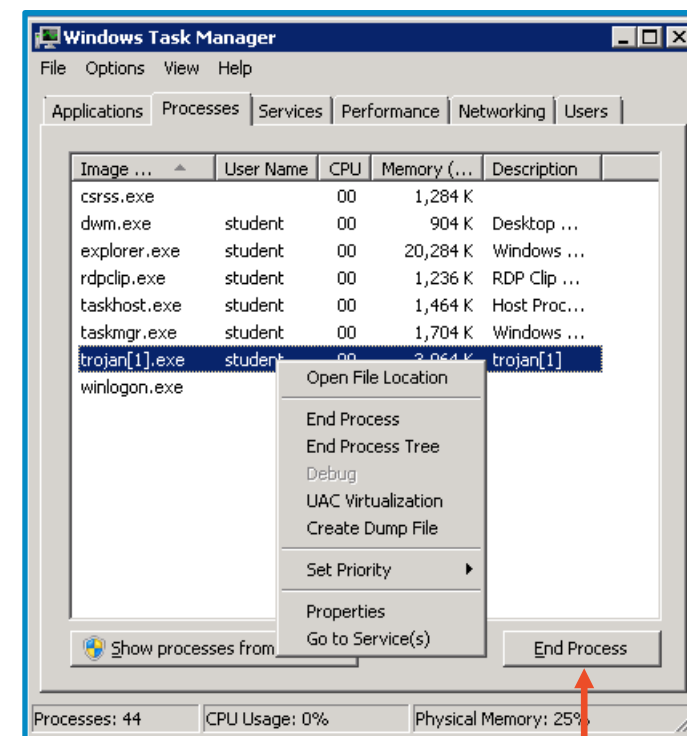 Windows Task Manager
File Options View Help
Applications Processes Services Performance Networking Users
Image ... User Name CPU Memory (... Description
csrss.exe 00 1,284 K
dwm.exe student 00 904 K Desktop ...
explorer.exe student 00 20,284 K Windows ...
rdpclip.exe student 00 1,236 K RDP Clip ...
taskhost.exe student 00 1,464 K Host Proc...
taskmgr.exe student 00 1,704 K Windows ...
trojan[1].exe student 00 3,064 K trojan[1]
winlogon.exe
Open File Location
End Process
End Process Tree
Debug
UAC Virtualization
Create Dump File
Set Priority
Properties
Go to Service(s)
Show processes from
End Process
Processes: 44 CPU Usage: 0% Physical Memory: 25%